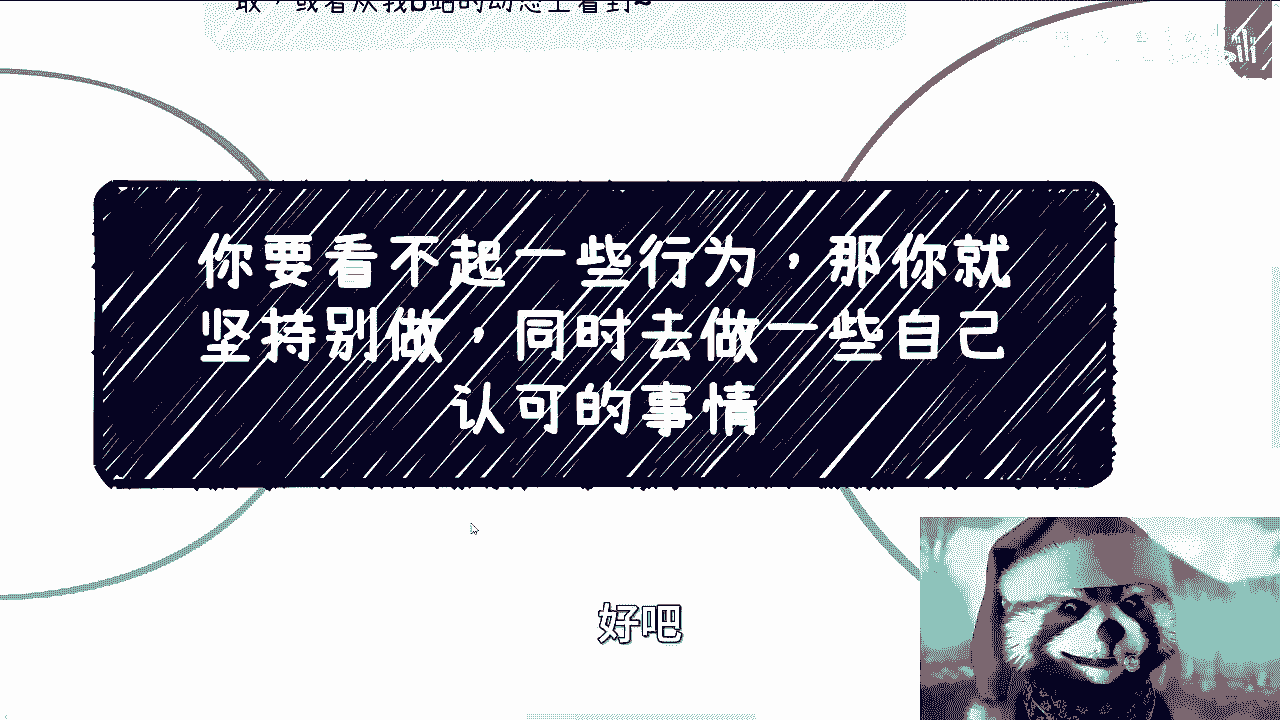 取，或者从我B站的动态上看到~
你要看不起一些行为，那你就
坚持别做，同时去做一些自己
认可的事情
好吧